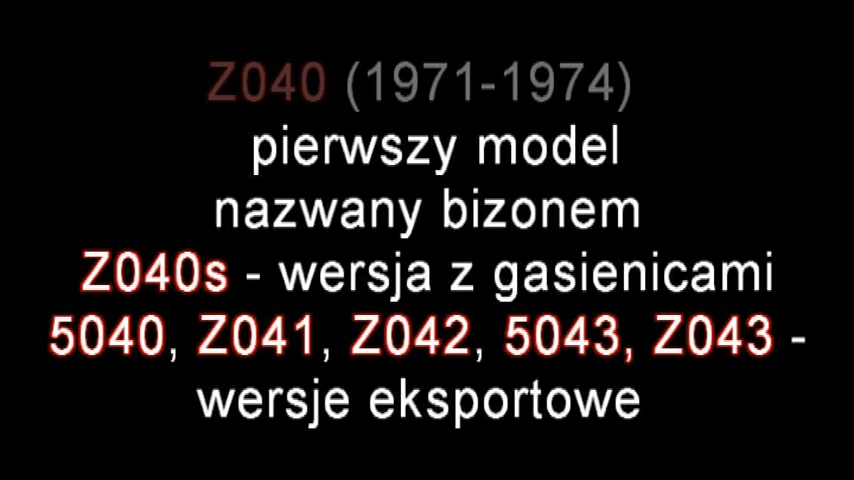 Z040 (1971-1974)
pierwszy model
nazwany bizonem
Z040s - wersja z gasienicami
5040, Z041, Z042, 5043, Z043 -
wersje eksportowe